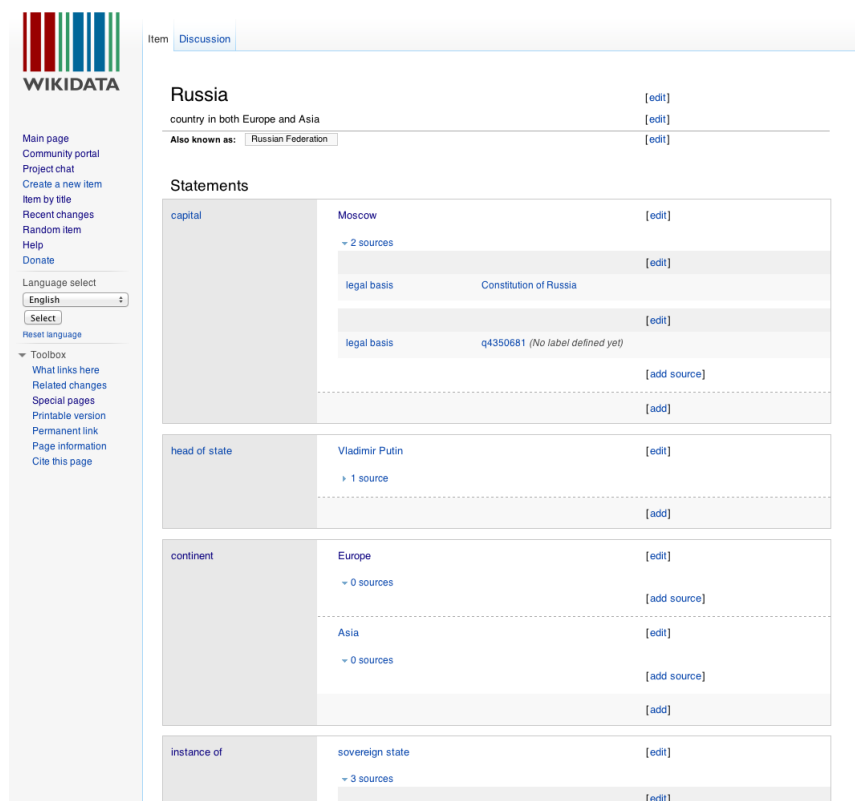 WIKIDATA
Item Discussion
Main page
Community portal
Project chat
Create a new item
Item by title
Recent changes
Random item
Help
Donate
Language select
English
Select
Reset language
Toolbox
What links here
Related changes
Special pages
Printable version
Permanent link
Page information
Cite this page
Russia [edit]
country in both Europe and Asia [edit]
Also known as: Russian Federation [edit]
Statements
capital Moscow [edit]
2 sources
[edit]
legal basis Constitution of Russia
[edit]
legal basis q4350681 (No label defined yet)
[add source]
[add]
head of state Vladimir Putin [edit]
1 source
[add]
continent Europe [edit]
0 sources
[add source]
Asia [edit]
0 sources
[add source]
[add]
instance of sovereign state [edit]
3 sources
[edit]